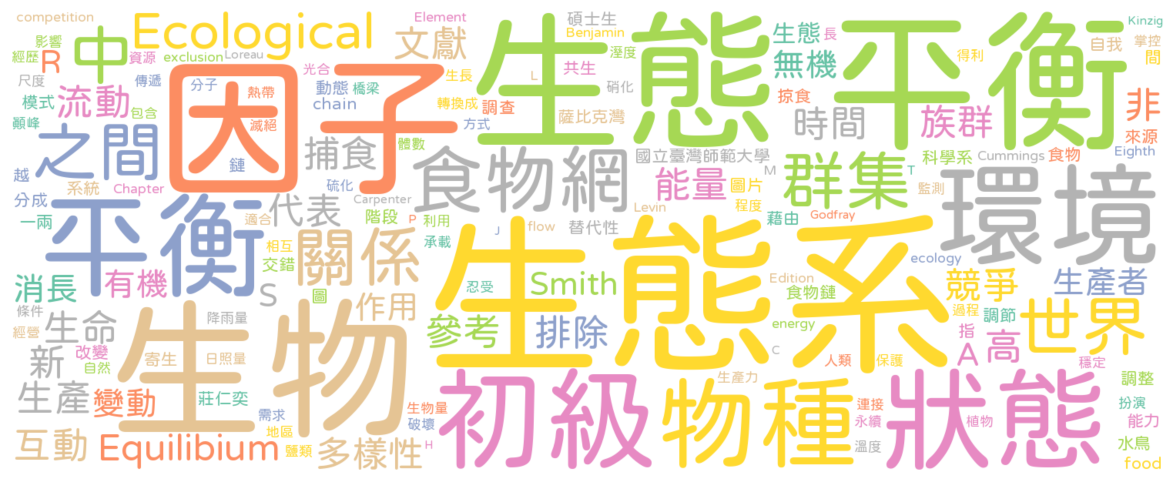 competition
Ecological
文獻
Element
碩士生
Benjamin
生態
平衡
生態
長
Kinzig
影響
中
R
資源
exclusion
Loreau
溼度
無機
得利
自我
掌控
間
經歷
尺度
傳遞
因子
分子
熱帶
滅絕
鏈
光合
動態
橋梁
chain
生長
轉換成
方式
L
共生
調查
硝化
掠食
非
來源
模式
流動
包含
顛峰
之間
捕食
體數
薩比克灣
時間
族群
科學系
Cummings
食物
Eighth
越
系統
Chapter
硫化
Carpenter
食物網
國立臺灣師範大學
M
能量
圖片
程度
群集
T
監測
環境
分成
一兩
平衡
適合
代表
階段
P
利用
承載
J
flow
Levin
替代性
藉由
Godfray
ecology
相互
交錯
關係
生態系
忍受
Smith
Edition
食物鏈
競爭
生產者
消長
有機
S
圖
作用
參考
排除
energy
過程
指
調節
世界
條件
經營
生命
生物
降雨量
C
A
高
新
改變
自然
寄生
日照量
初級
物種
生產力
人類
保護
狀態
穩定
調整
生產
變動
莊仁奕
需求
地區
生物量
破壞
連接
永續
植物
扮演
能力
互動
Equilibium
鹽類
多樣性
H
溫度
水鳥
food